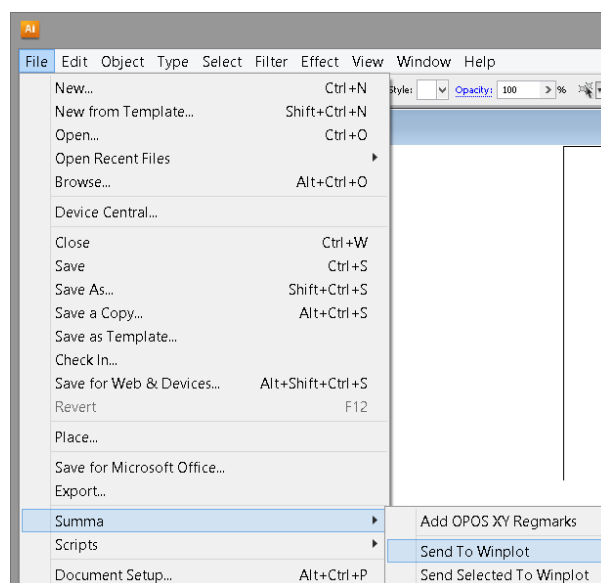 Ai
File Edit Object Type Select Filter Effect View Window Help
Style: Opacity: 100 %
New... Ctrl+N
New from Template... Shift+Ctrl+N
Open... Ctrl+O
Open Recent Files
Browse... Alt+Ctrl+O
Device Central...
Close Ctrl+W
Save Ctrl+S
Save As... Shift+Ctrl+S
Save a Copy... Alt+Ctrl+S
Save as Template...
Check In...
Save for Web & Devices... Alt+Shift+Ctrl+S
Revert F12
Place...
Save for Microsoft Office...
Export...
Summa
Add OPOS XY Regmarks
Scripts
Send To Winplot
Document Setup... Alt+Ctrl+P
Send Selected To Winplot